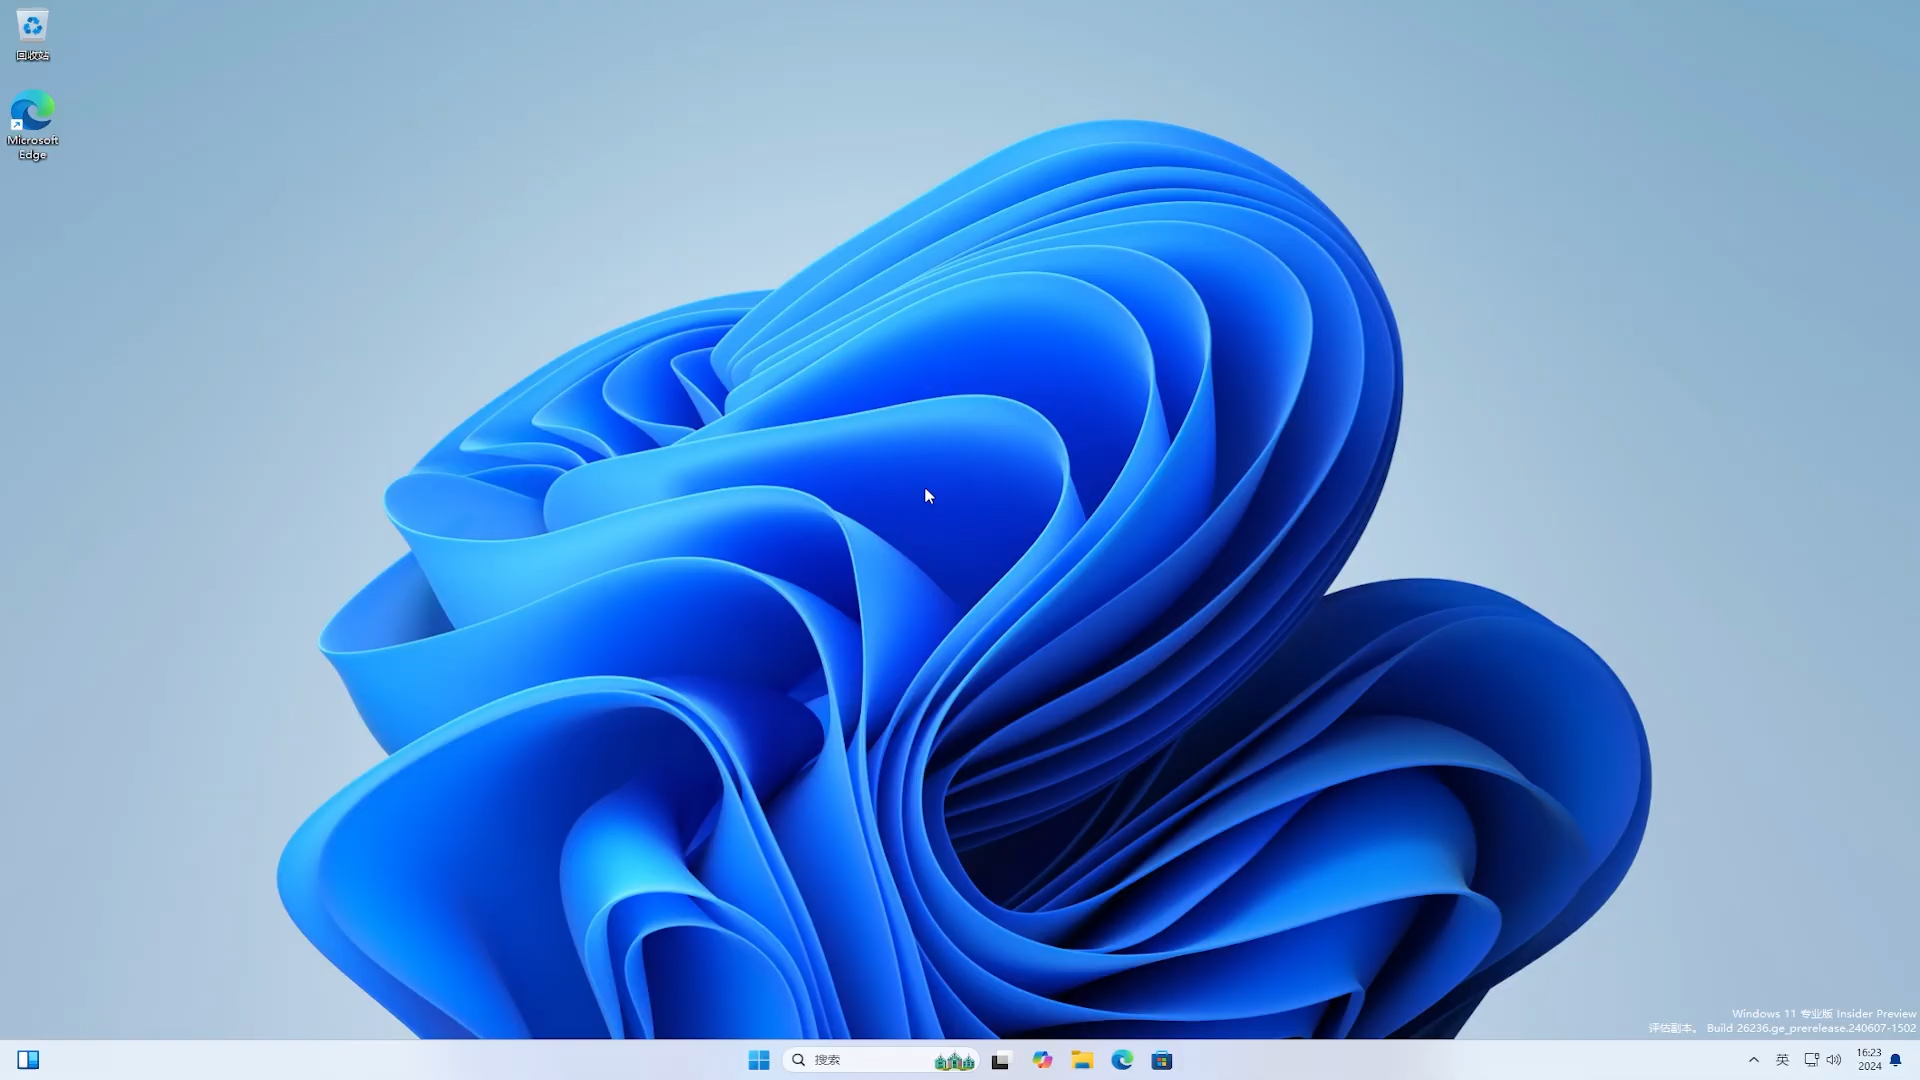 回收站
Microsoft
Edge
Windows 11 专业版 Insider Preview
评估副本。 Build 26236.ge_prerelease.240607-1502
搜索
英
16:23
2024